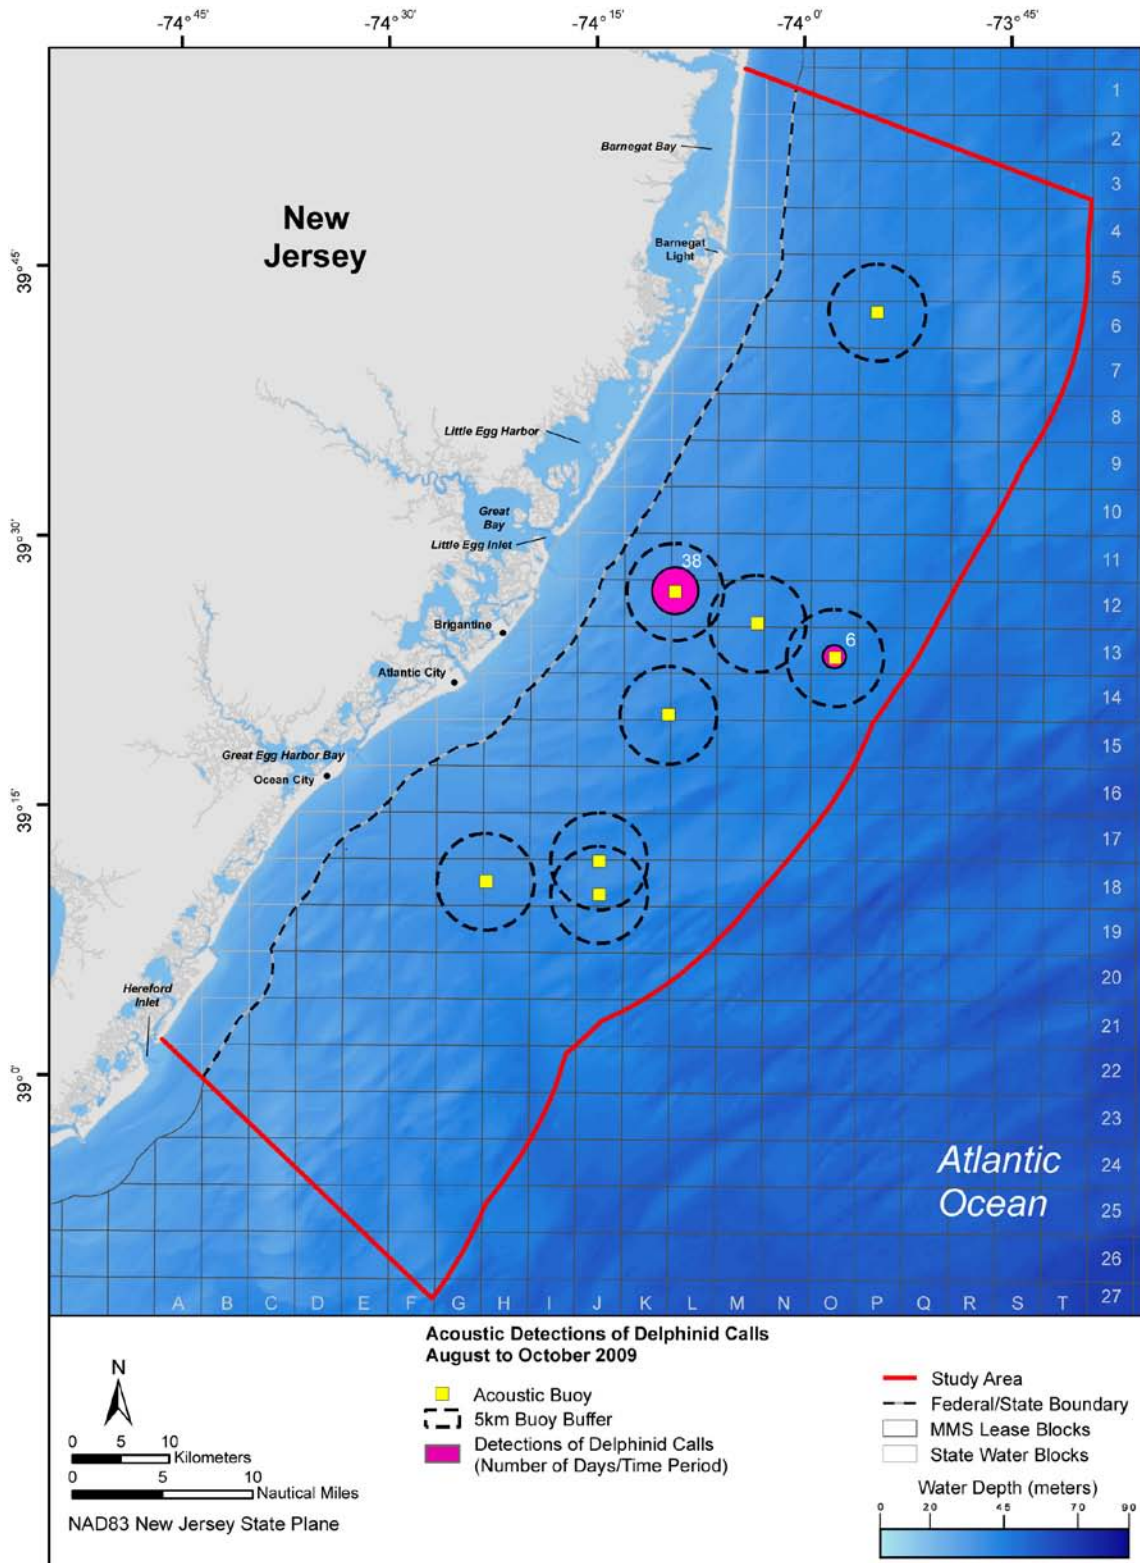 -74°45'
-74°30'
-74°15'
-74°0'
-73°45'
39°45'
39°30'
39°15'
39°0'
New
Jersey
Barnegat Bay
Barnegat
Light
Little Egg Harbor
Great
Bay
Little Egg Inlet
Brigantine
Atlantic City
Great Egg Harbor Bay
Ocean City
Hereford
Inlet
38
6
Atlantic
Ocean
1
2
3
4
5
6
7
8
9
10
11
12
13
14
15
16
17
18
19
20
21
22
23
24
25
26
27
A B C D E F G H I J K L M N O P Q R S T
Acoustic Detections of Delphinid Calls
August to October 2009
Acoustic Buoy
5km Buoy Buffer
Detections of Delphinid Calls
(Number of Days/Time Period)
N
0 5 10
Kilometers
0 5 10
Nautical Miles
NAD83 New Jersey State Plane
Study Area
Federal/State Boundary
MMS Lease Blocks
State Water Blocks
Water Depth (meters)
0 20 45 70 90